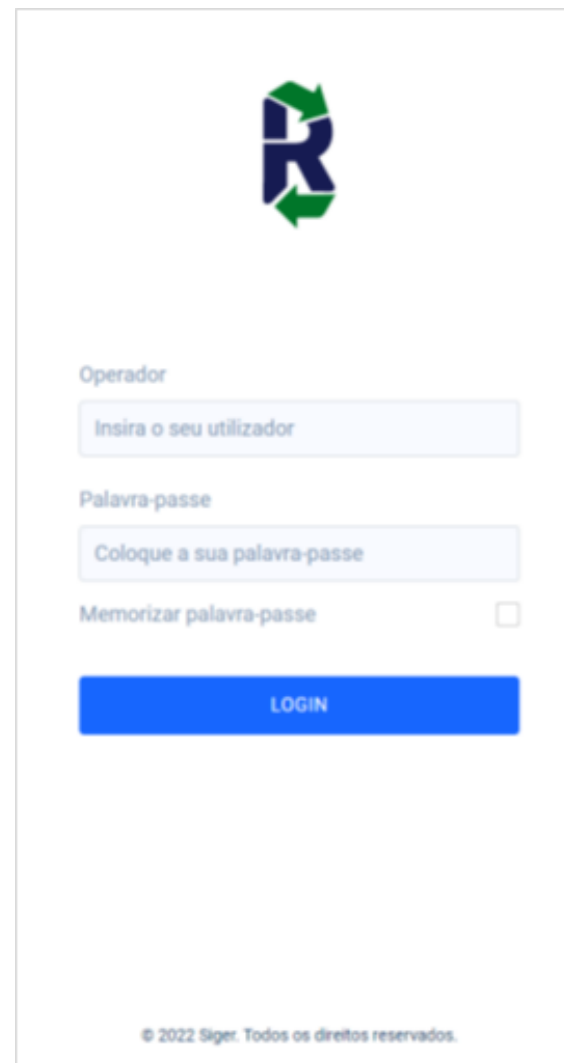 R
Operador
Insira o seu utilizador
Palavra-passe
Coloque a sua palavra-passe
Memorizar palavra-passe
LOGIN
© 2022 Siger. Todos os direitos reservados.